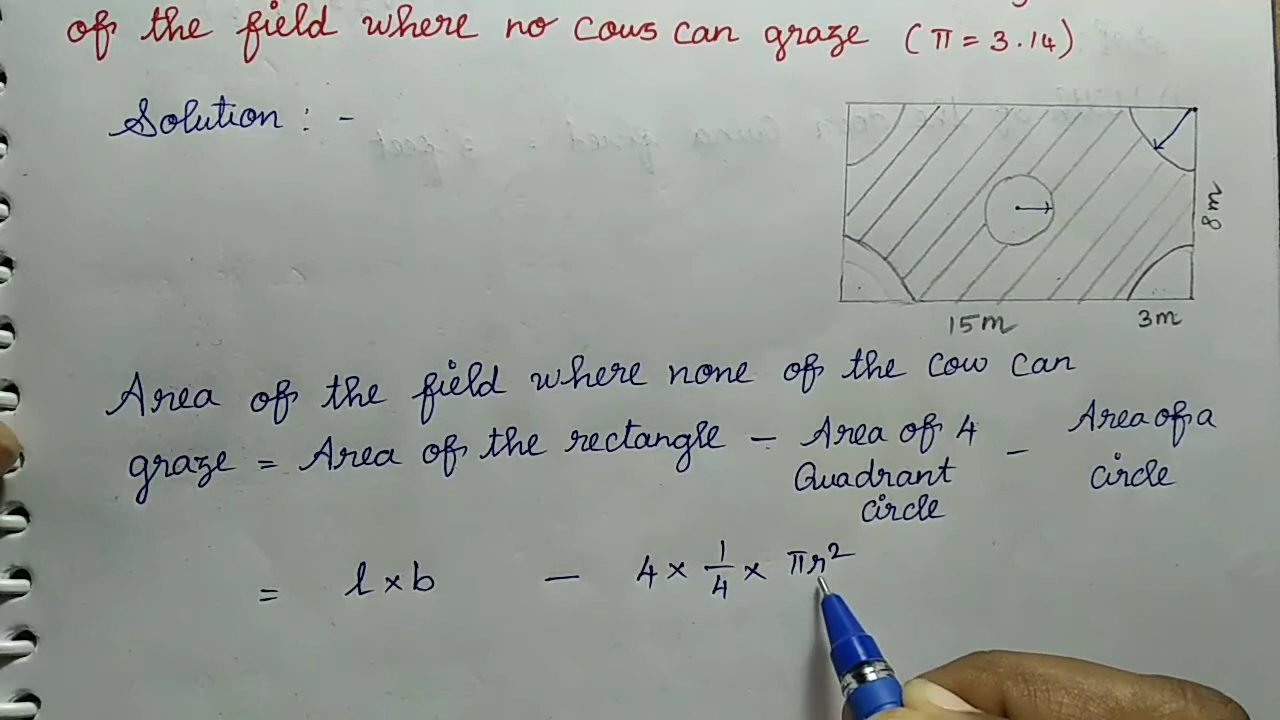 of the field where no cows can graze (π = 3.14)
Solution : -
8m
15m
3m
Area of the field where none of the cow can
graze = Area of the rectangle - Area of 4 Quadrant circle - Area of a circle
= l × b - 4 × 1/4 × πr²